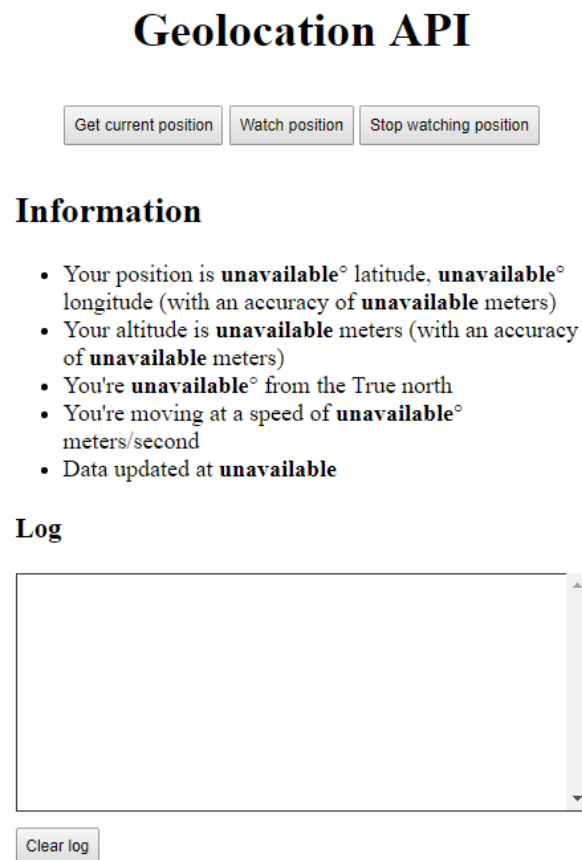 Geolocation API
Get current position Watch position Stop watching position
Information
• Your position is unavailable° latitude, unavailable°
longitude (with an accuracy of unavailable meters)
• Your altitude is unavailable meters (with an accuracy
of unavailable meters)
• You're unavailable° from the True north
• You're moving at a speed of unavailable°
meters/second
• Data updated at unavailable
Log
Clear log